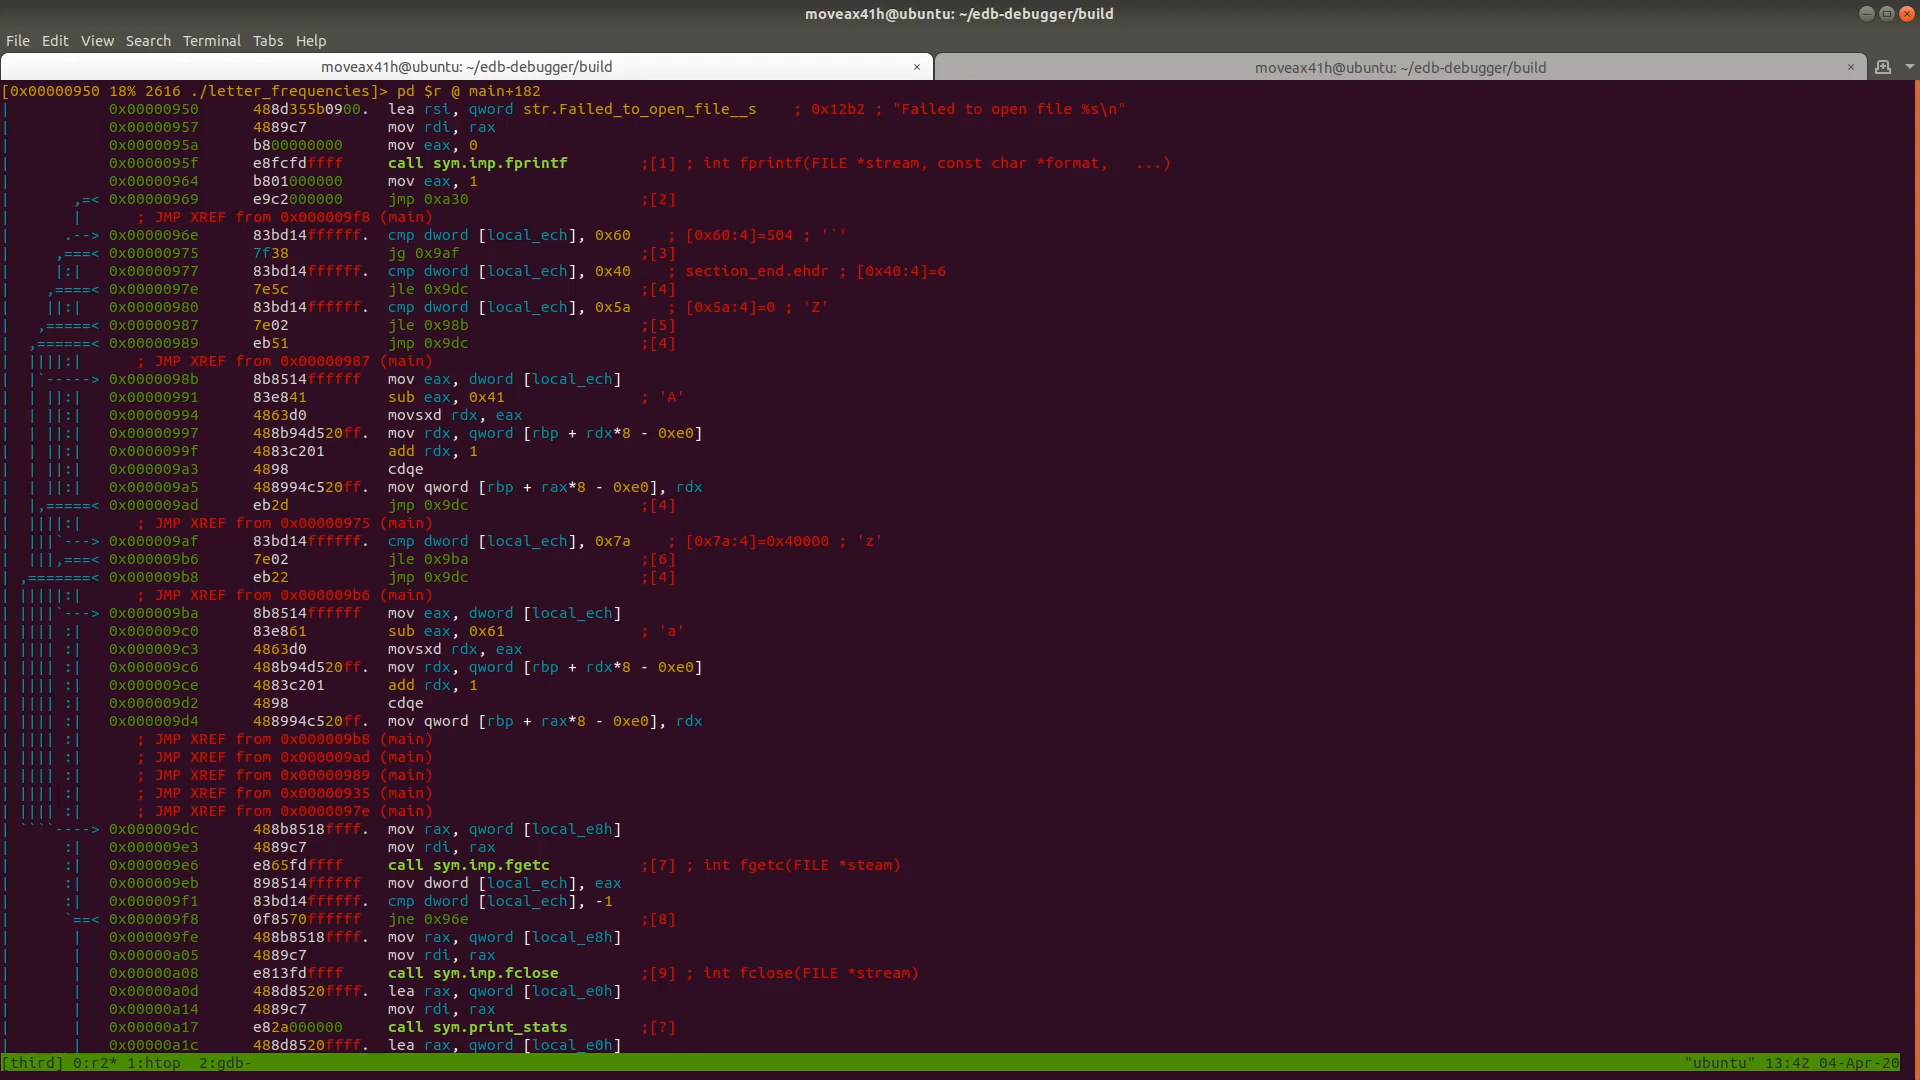 moveax41h@ubuntu: ~/edb-debugger/build
File Edit View Search Terminal Tabs Help
moveax41h@ubuntu: ~/edb-debugger/build × moveax41h@ubuntu: ~/edb-debugger/build ×
[0x00000950 18% 2616 ./letter_frequencies]> pd $r @ main+182
|           0x00000950      488d355b0900.  lea rsi, qword str.Failed_to_open_file__s    ; 0x12b2 ; "Failed to open file %s\n"
|           0x00000957      4889c7         mov rdi, rax
|           0x0000095a      b800000000     mov eax, 0
|           0x0000095f      e8fcfdffff     call sym.imp.fprintf        ;[1] ; int fprintf(FILE *stream, const char *format,   ...)
|           0x00000964      b801000000     mov eax, 1
|       ,=< 0x00000969      e9c2000000     jmp 0xa30                   ;[2]
|       |      ; JMP XREF from 0x000009f8 (main)
|      .--> 0x0000096e      83bd14ffffff.  cmp dword [local_ech], 0x60    ; [0x60:4]=504 ; '`'
|     ,===< 0x00000975      7f38           jg 0x9af                    ;[3]
|     |:|   0x00000977      83bd14ffffff.  cmp dword [local_ech], 0x40    ; section_end.ehdr ; [0x40:4]=6
|    ,====< 0x0000097e      7e5c           jle 0x9dc                   ;[4]
|    ||:|   0x00000980      83bd14ffffff.  cmp dword [local_ech], 0x5a    ; [0x5a:4]=0 ; 'Z'
|   ,=====< 0x00000987      7e02           jle 0x98b                   ;[5]
|  ,======< 0x00000989      eb51           jmp 0x9dc                   ;[4]
|  ||||:|      ; JMP XREF from 0x00000987 (main)
|  |`-----> 0x0000098b      8b8514ffffff   mov eax, dword [local_ech]
|  | ||:|   0x00000991      83e841         sub eax, 0x41               ; 'A'
|  | ||:|   0x00000994      4863d0         movsxd rdx, eax
|  | ||:|   0x00000997      488b94d520ff.  mov rdx, qword [rbp + rdx*8 - 0xe0]
|  | ||:|   0x0000099f      4883c201       add rdx, 1
|  | ||:|   0x000009a3      4898           cdqe
|  | ||:|   0x000009a5      488994c520ff.  mov qword [rbp + rax*8 - 0xe0], rdx
|  |,=====< 0x000009ad      eb2d           jmp 0x9dc                   ;[4]
|  ||||:|      ; JMP XREF from 0x00000975 (main)
|  |||`---> 0x000009af      83bd14ffffff.  cmp dword [local_ech], 0x7a    ; [0x7a:4]=0x40000 ; 'z'
|  |||,===< 0x000009b6      7e02           jle 0x9ba                   ;[6]
| ,=======< 0x000009b8      eb22           jmp 0x9dc                   ;[4]
| |||||:|      ; JMP XREF from 0x000009b6 (main)
| ||||`---> 0x000009ba      8b8514ffffff   mov eax, dword [local_ech]
| |||| :|   0x000009c0      83e861         sub eax, 0x61               ; 'a'
| |||| :|   0x000009c3      4863d0         movsxd rdx, eax
| |||| :|   0x000009c6      488b94d520ff.  mov rdx, qword [rbp + rdx*8 - 0xe0]
| |||| :|   0x000009ce      4883c201       add rdx, 1
| |||| :|   0x000009d2      4898           cdqe
| |||| :|   0x000009d4      488994c520ff.  mov qword [rbp + rax*8 - 0xe0], rdx
| |||| :|      ; JMP XREF from 0x000009b8 (main)
| |||| :|      ; JMP XREF from 0x000009ad (main)
| |||| :|      ; JMP XREF from 0x00000989 (main)
| |||| :|      ; JMP XREF from 0x00000935 (main)
| |||| :|      ; JMP XREF from 0x0000097e (main)
| ````----> 0x000009dc      488b8518ffff.  mov rax, qword [local_e8h]
|      :|   0x000009e3      4889c7         mov rdi, rax
|      :|   0x000009e6      e865fdffff     call sym.imp.fgetc          ;[7] ; int fgetc(FILE *steam)
|      :|   0x000009eb      898514ffffff   mov dword [local_ech], eax
|      :|   0x000009f1      83bd14ffffff.  cmp dword [local_ech], -1
|      `==< 0x000009f8      0f8570ffffff   jne 0x96e                   ;[8]
|       |   0x000009fe      488b8518ffff.  mov rax, qword [local_e8h]
|       |   0x00000a05      4889c7         mov rdi, rax
|       |   0x00000a08      e813fdffff     call sym.imp.fclose         ;[9] ; int fclose(FILE *stream)
|       |   0x00000a0d      488d8520ffff.  lea rax, qword [local_e0h]
|       |   0x00000a14      4889c7         mov rdi, rax
|       |   0x00000a17      e82a000000     call sym.print_stats        ;[?]
|       |   0x00000a1c      488d8520ffff.  lea rax, qword [local_e0h]
[third] 0:r2* 1:htop  2:gdb- "ubuntu" 13:42 04-Apr-20